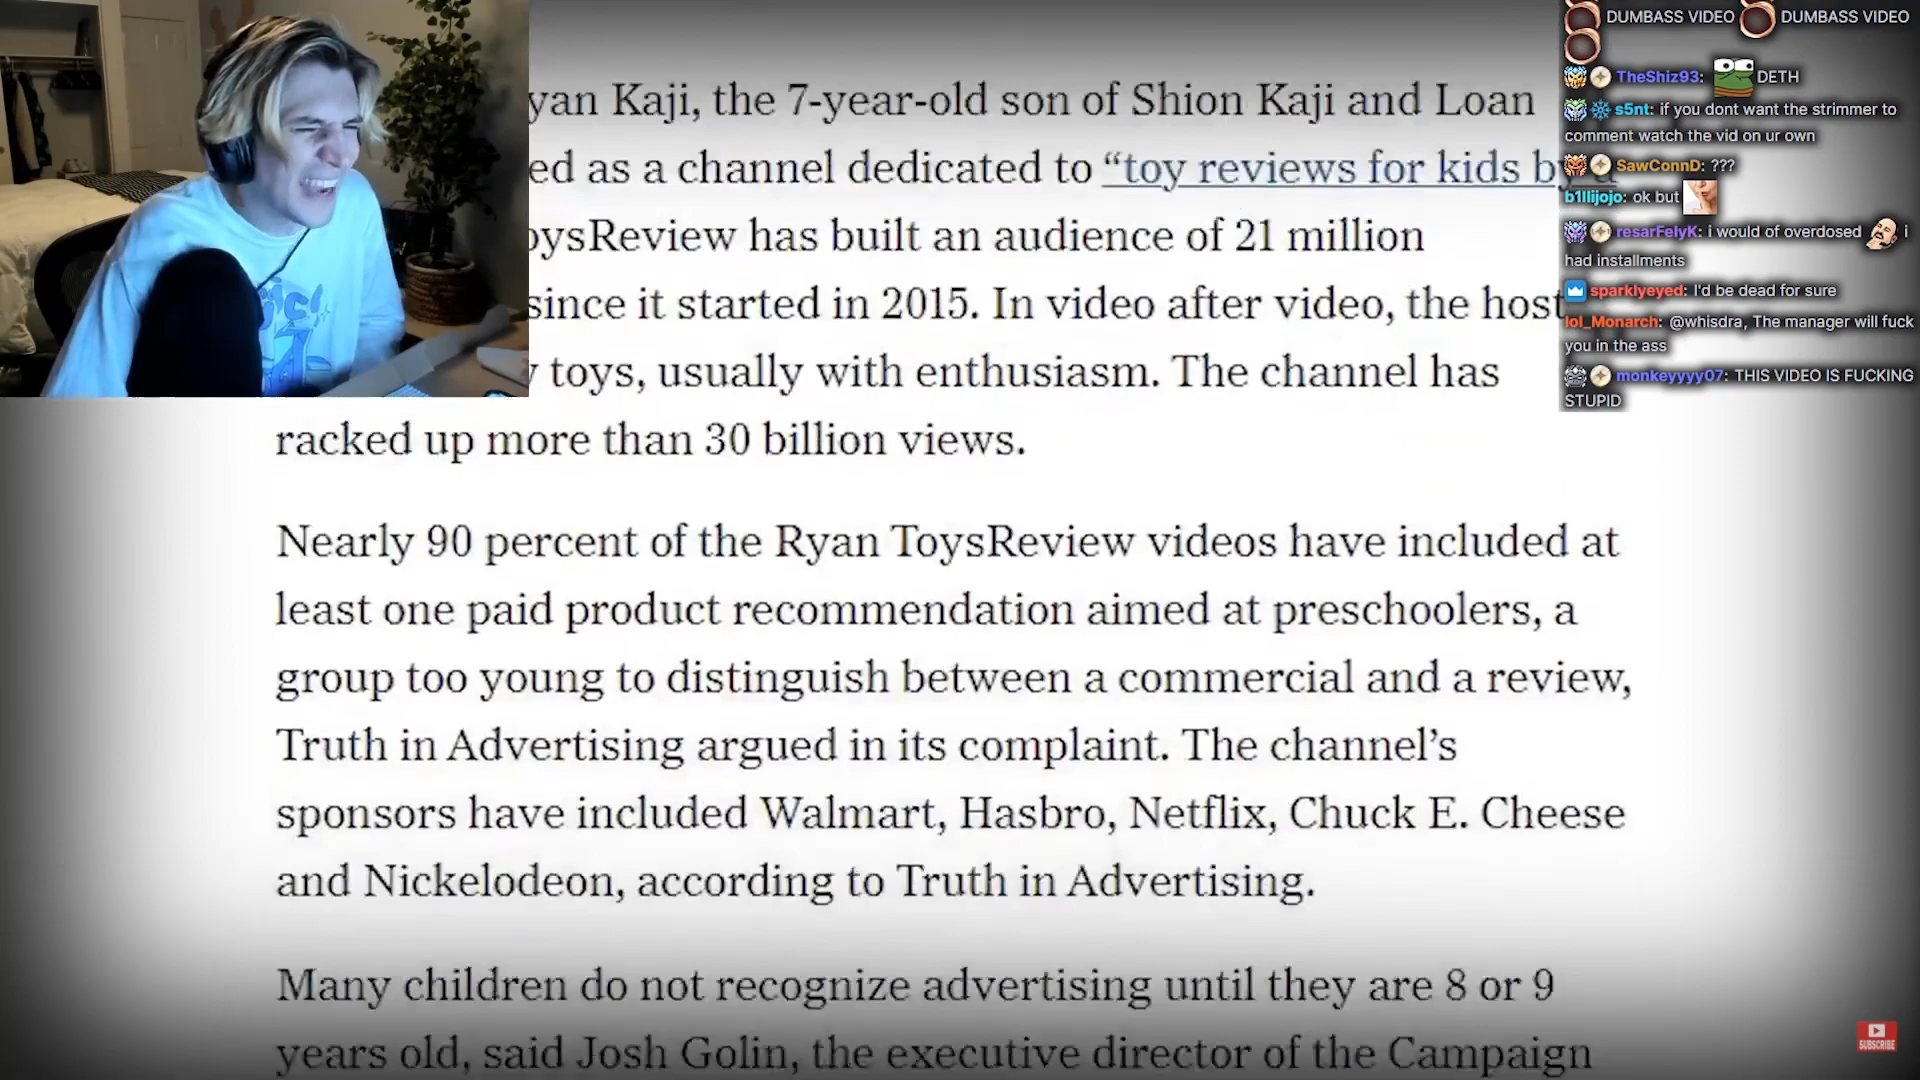 yan Kaji, the 7-year-old son of Shion Kaji and Loan
ed as a channel dedicated to “toy reviews for kids by a
oysReview has built an audience of 21 million
since it started in 2015. In video after video, the host
toys, usually with enthusiasm. The channel has
racked up more than 30 billion views.
Nearly 90 percent of the Ryan ToysReview videos have included at
least one paid product recommendation aimed at preschoolers, a
group too young to distinguish between a commercial and a review,
Truth in Advertising argued in its complaint. The channel’s
sponsors have included Walmart, Hasbro, Netflix, Chuck E. Cheese
and Nickelodeon, according to Truth in Advertising.
Many children do not recognize advertising until they are 8 or 9
years old, said Josh Golin, the executive director of the Campaign
DUMBASS VIDEO DUMBASS VIDEO
TheShiz93: DETH
s5nt: if you dont want the strimmer to
comment watch the vid on ur own
SawConnD: ???
b1llijojo: ok but
resarFelyK: i would of overdosed i
had installments
sparklyeyed: I'd be dead for sure
lol_Monarch: @whisdra, The manager will fuck
you in the ass
monkeyyyy07: THIS VIDEO IS FUCKING
STUPID
SUBSCRIBE